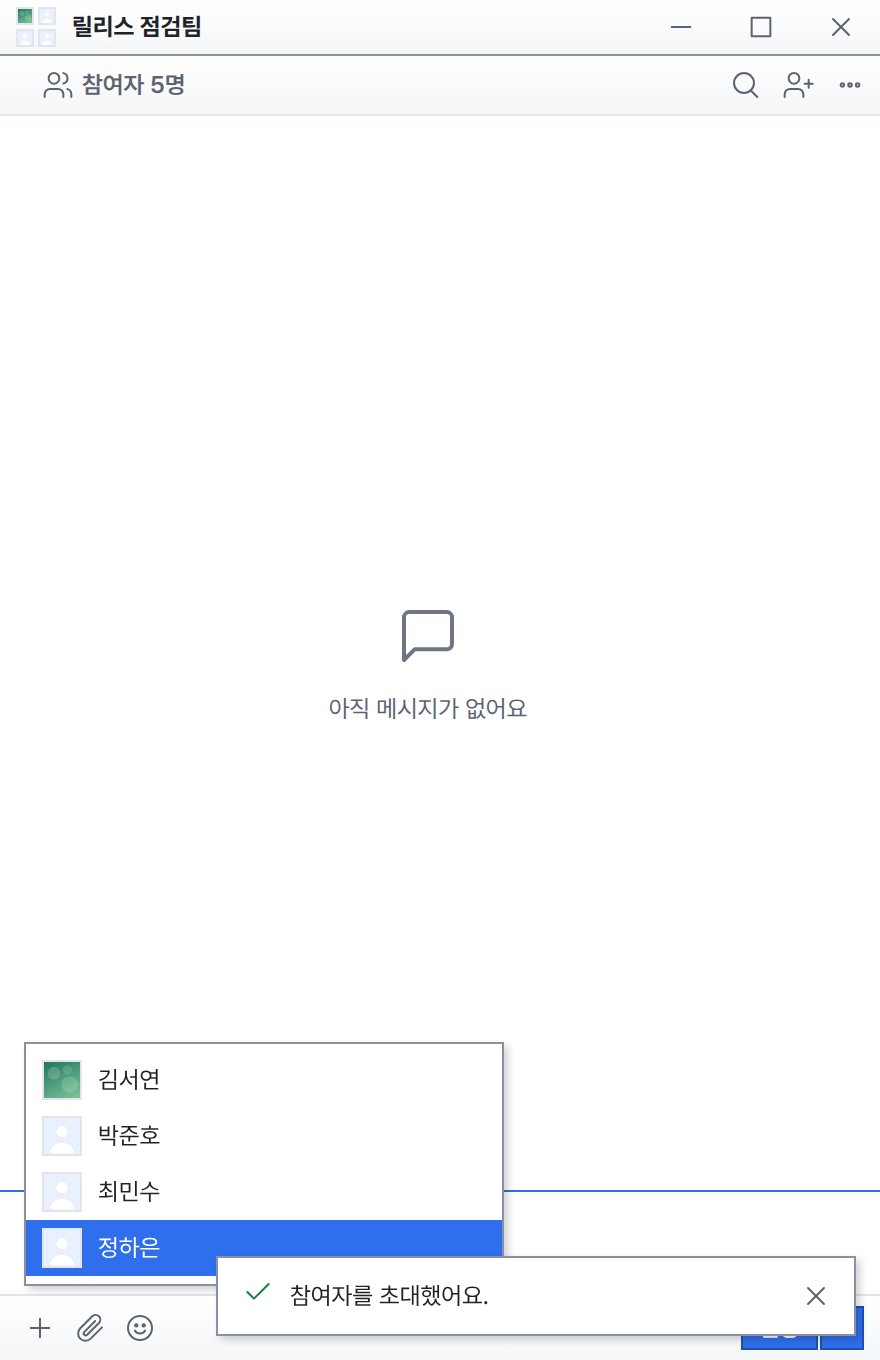 릴리스 점검팀
참여자 5명
아직 메시지가 없어요
김서연
박준호
최민수
정하은
참여자를 초대했어요.